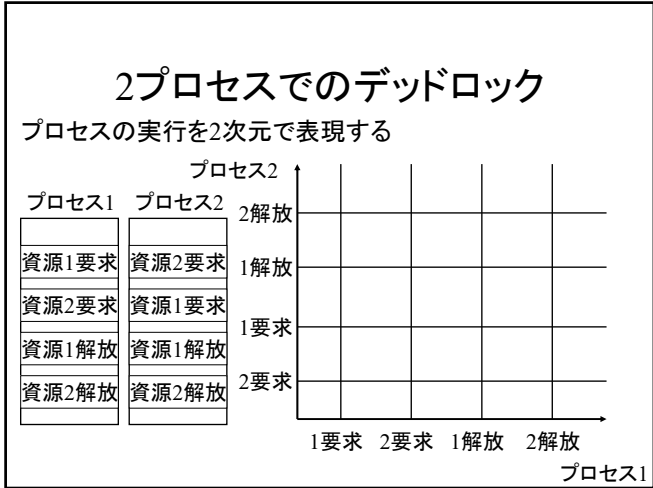 2プロセスでのデッドロック
プロセスの実行を2次元で表現する
プロセス2
プロセス1 プロセス2
資源1要求 資源2要求
資源2要求 資源1要求
資源1解放 資源1解放
資源2解放 資源2解放
2解放
1解放
1要求
2要求
1要求 2要求 1解放 2解放
プロセス1